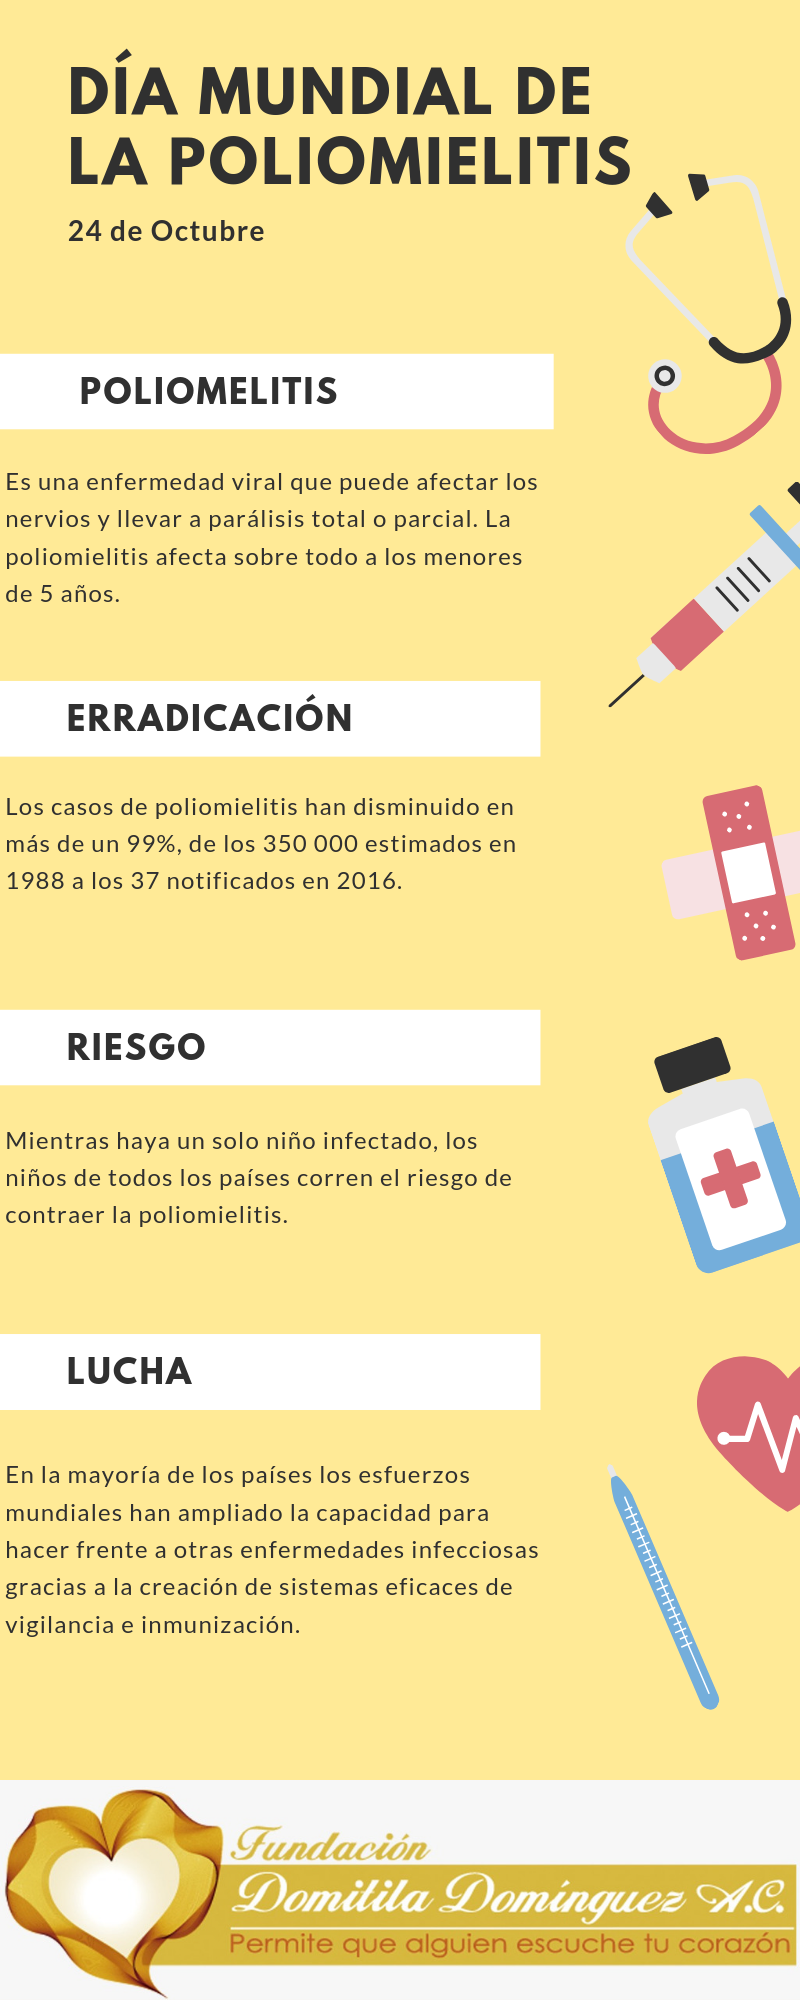 DÍA MUNDIAL DE
LA POLIOMIELITIS
24 de Octubre
POLIOMELITIS
Es una enfermedad viral que puede afectar los
nervios y llevar a parálisis total o parcial. La
poliomielitis afecta sobre todo a los menores
de 5 años.
ERRADICACIÓN
Los casos de poliomielitis han disminuido en
más de un 99%, de los 350 000 estimados en
1988 a los 37 notificados en 2016.
RIESGO
Mientras haya un solo niño infectado, los
niños de todos los países corren el riesgo de
contraer la poliomielitis.
LUCHA
En la mayoría de los países los esfuerzos
mundiales han ampliado la capacidad para
hacer frente a otras enfermedades infecciosas
gracias a la creación de sistemas eficaces de
vigilancia e inmunización.
Fundación
Domitila Domínguez A.C.
Permite que alguien escuche tu corazón